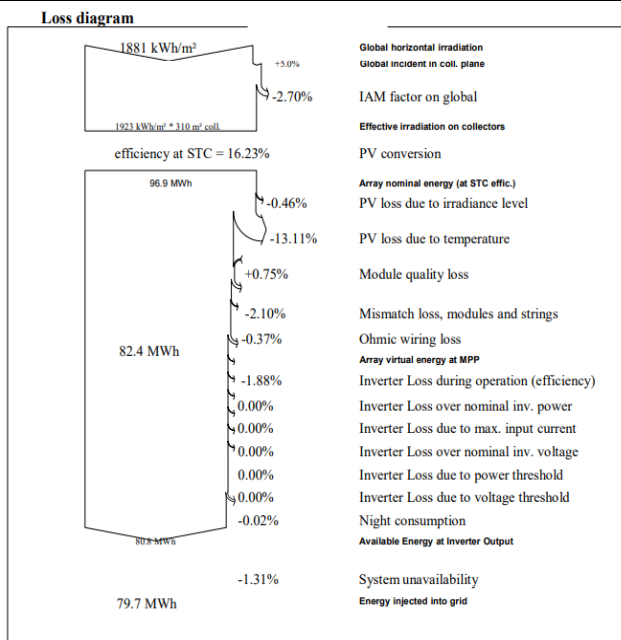 Loss diagram
1881 kWh/m² Global horizontal irradiation
+5.0% Global incident in coll. plane
-2.70% IAM factor on global
1923 kWh/m² * 310 m² coll. Effective irradiation on collectors
efficiency at STC = 16.23% PV conversion
96.9 MWh Array nominal energy (at STC effic.)
-0.46% PV loss due to irradiance level
-13.11% PV loss due to temperature
+0.75% Module quality loss
-2.10% Mismatch loss, modules and strings
-0.37% Ohmic wiring loss
82.4 MWh Array virtual energy at MPP
-1.88% Inverter Loss during operation (efficiency)
0.00% Inverter Loss over nominal inv. power
0.00% Inverter Loss due to max. input current
0.00% Inverter Loss over nominal inv. voltage
0.00% Inverter Loss due to power threshold
0.00% Inverter Loss due to voltage threshold
-0.02% Night consumption
80.8 MWh Available Energy at Inverter Output
-1.31% System unavailability
79.7 MWh Energy injected into grid